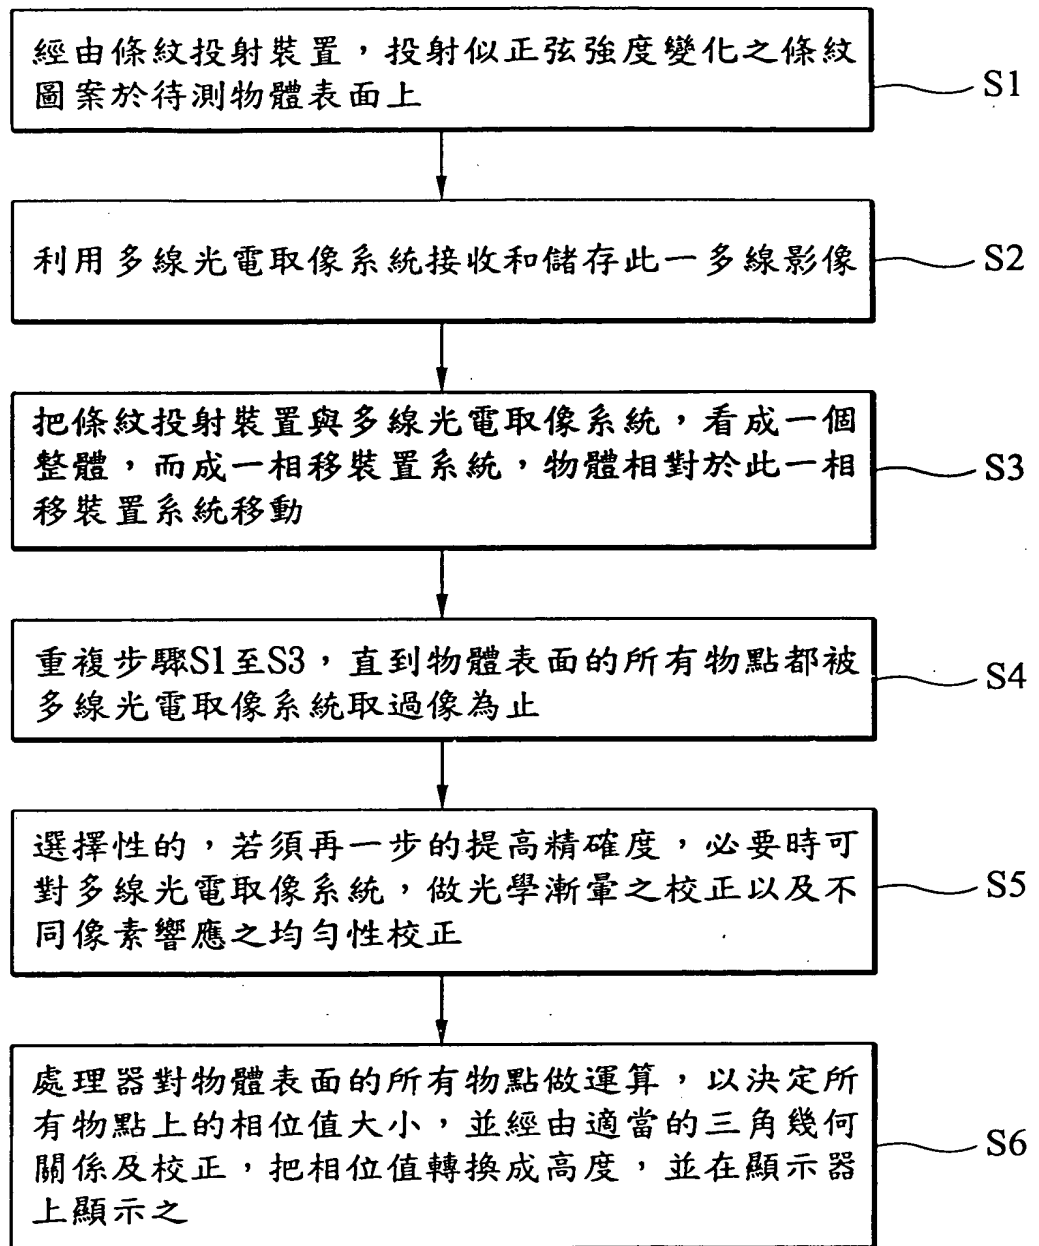 經由條紋投射裝置，投射似正弦強度變化之條紋
圖案於待測物體表面上
S1
利用多線光電取像系統接收和儲存此一多線影像
S2
把條紋投射裝置與多線光電取像系統，看成一個
整體，而成一相移裝置系統，物體相對於此一相
移裝置系統移動
S3
重複步驟S1至S3，直到物體表面的所有物點都被
多線光電取像系統取過像為止
S4
選擇性的，若須再一步的提高精確度，必要時可
對多線光電取像系統，做光學漸暈之校正以及不
同像素響應之均勻性校正
S5
處理器對物體表面的所有物點做運算，以決定所
有物點上的相位值大小，並經由適當的三角幾何
關係及校正，把相位值轉換成高度，並在顯示器
上顯示之
S6